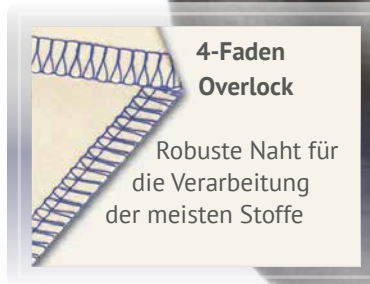 4-Faden
Overlock
Robuste Naht für
die Verarbeitung
der meisten Stoffe